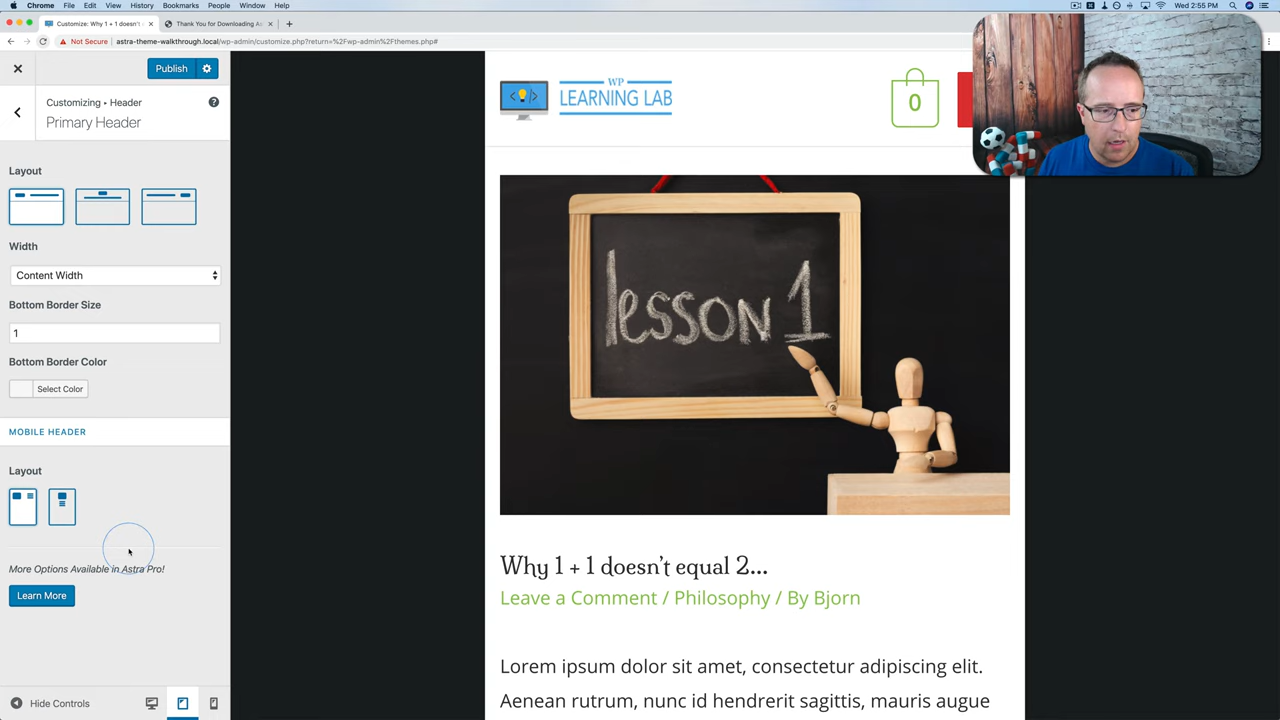 Chrome File Edit View History Bookmarks Window Help
Wed 2:55 PM
Customize: Why 1 + 1 doesn't
Thank You for Downloading
Not Secure astra-theme-walkthrough.local/wp-admin/customize.php?return=%2Fwp-admin%2Fthemes.php#
Publish
Customizing • Header
Primary Header
Layout
Width
Content Width
Bottom Border Size
1
Bottom Border Color
Select Color
MOBILE HEADER
Layout
More Options Available in Astra Pro!
Learn More
Hide Controls
WP
LEARNING LAB
0
lesson 1
Why 1 + 1 doesn't equal 2...
Leave a Comment / Philosophy / By Bjorn
Lorem ipsum dolor sit amet, consectetur adipiscing elit.
Aenean rutrum, nunc id hendrerit sagittis, mauris augue